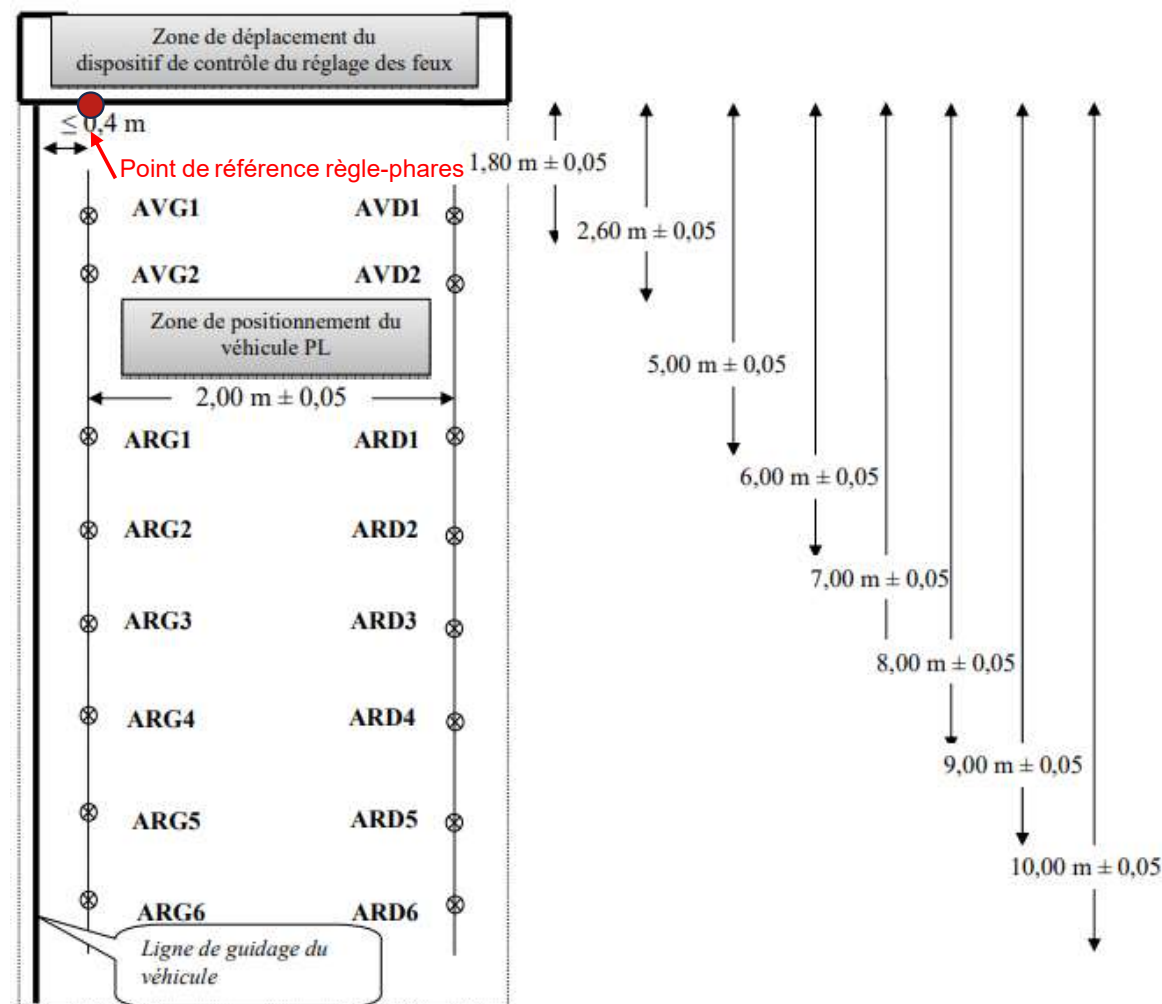 Zone de déplacement du
dispositif de contrôle du réglage des feux
≤ 0,4 m
Point de référence règle-phares
1,80 m ± 0,05
AVG1 AVD1
2,60 m ± 0,05
AVG2 AVD2
Zone de positionnement du
véhicule PL
5,00 m ± 0,05
2,00 m ± 0,05
ARG1 ARD1
6,00 m ± 0,05
ARG2 ARD2
7,00 m ± 0,05
ARG3 ARD3
8,00 m ± 0,05
ARG4 ARD4
9,00 m ± 0,05
ARG5 ARD5
10,00 m ± 0,05
ARG6 ARD6
Ligne de guidage du
véhicule